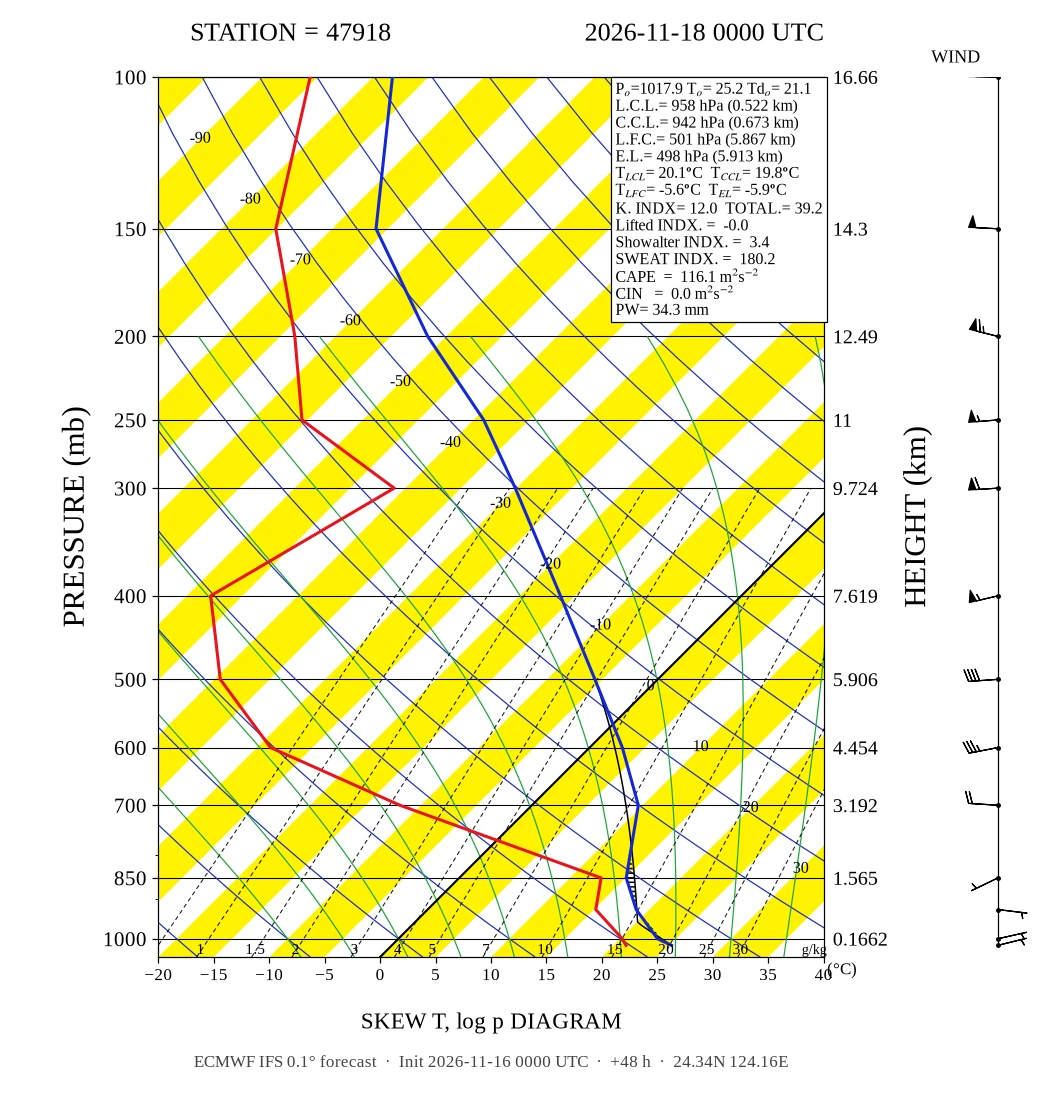 STATION = 47918
2026-11-18 0000 UTC
WIND
100
150
200
250
300
400
500
600
700
850
1000
PRESSURE (mb)
-90
-80
-70
-60
-50
-40
-30
-20
-10
0
10
20
30
Pₒ=1017.9 Tₒ= 25.2 Tdₒ= 21.1
L.C.L.= 958 hPa (0.522 km)
C.C.L.= 942 hPa (0.673 km)
L.F.C.= 501 hPa (5.867 km)
E.L.= 498 hPa (5.913 km)
T_LCL= 20.1°C T_CCL= 19.8°C
T_LFC= -5.6°C T_EL= -5.9°C
K. INDX= 12.0 TOTAL.= 39.2
Lifted INDX. = -0.0
Showalter INDX. = 3.4
SWEAT INDX. = 180.2
CAPE = 116.1 m²s⁻²
CIN = 0.0 m²s⁻²
PW= 34.3 mm
16.66
14.3
12.49
11
9.724
7.619
5.906
4.454
3.192
1.565
0.1662
HEIGHT (km)
1 1.5 2 3 4 5 7 10 15 20 25 30 g/kg
−20 −15 −10 −5 0 5 10 15 20 25 30 35 40
(°C)
SKEW T, log p DIAGRAM
ECMWF IFS 0.1° forecast · Init 2026-11-16 0000 UTC · +48 h · 24.34N 124.16E